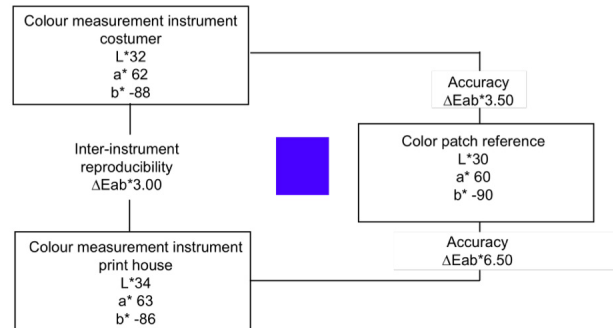 Colour measurement instrument
costumer
L*32
a* 62
b* -88
Accuracy
ΔEab*3.50
Inter-instrument
reproducibility
ΔEab*3.00
Color patch reference
L*30
a* 60
b* -90
Colour measurement instrument
print house
L*34
a* 63
b* -86
Accuracy
ΔEab*6.50